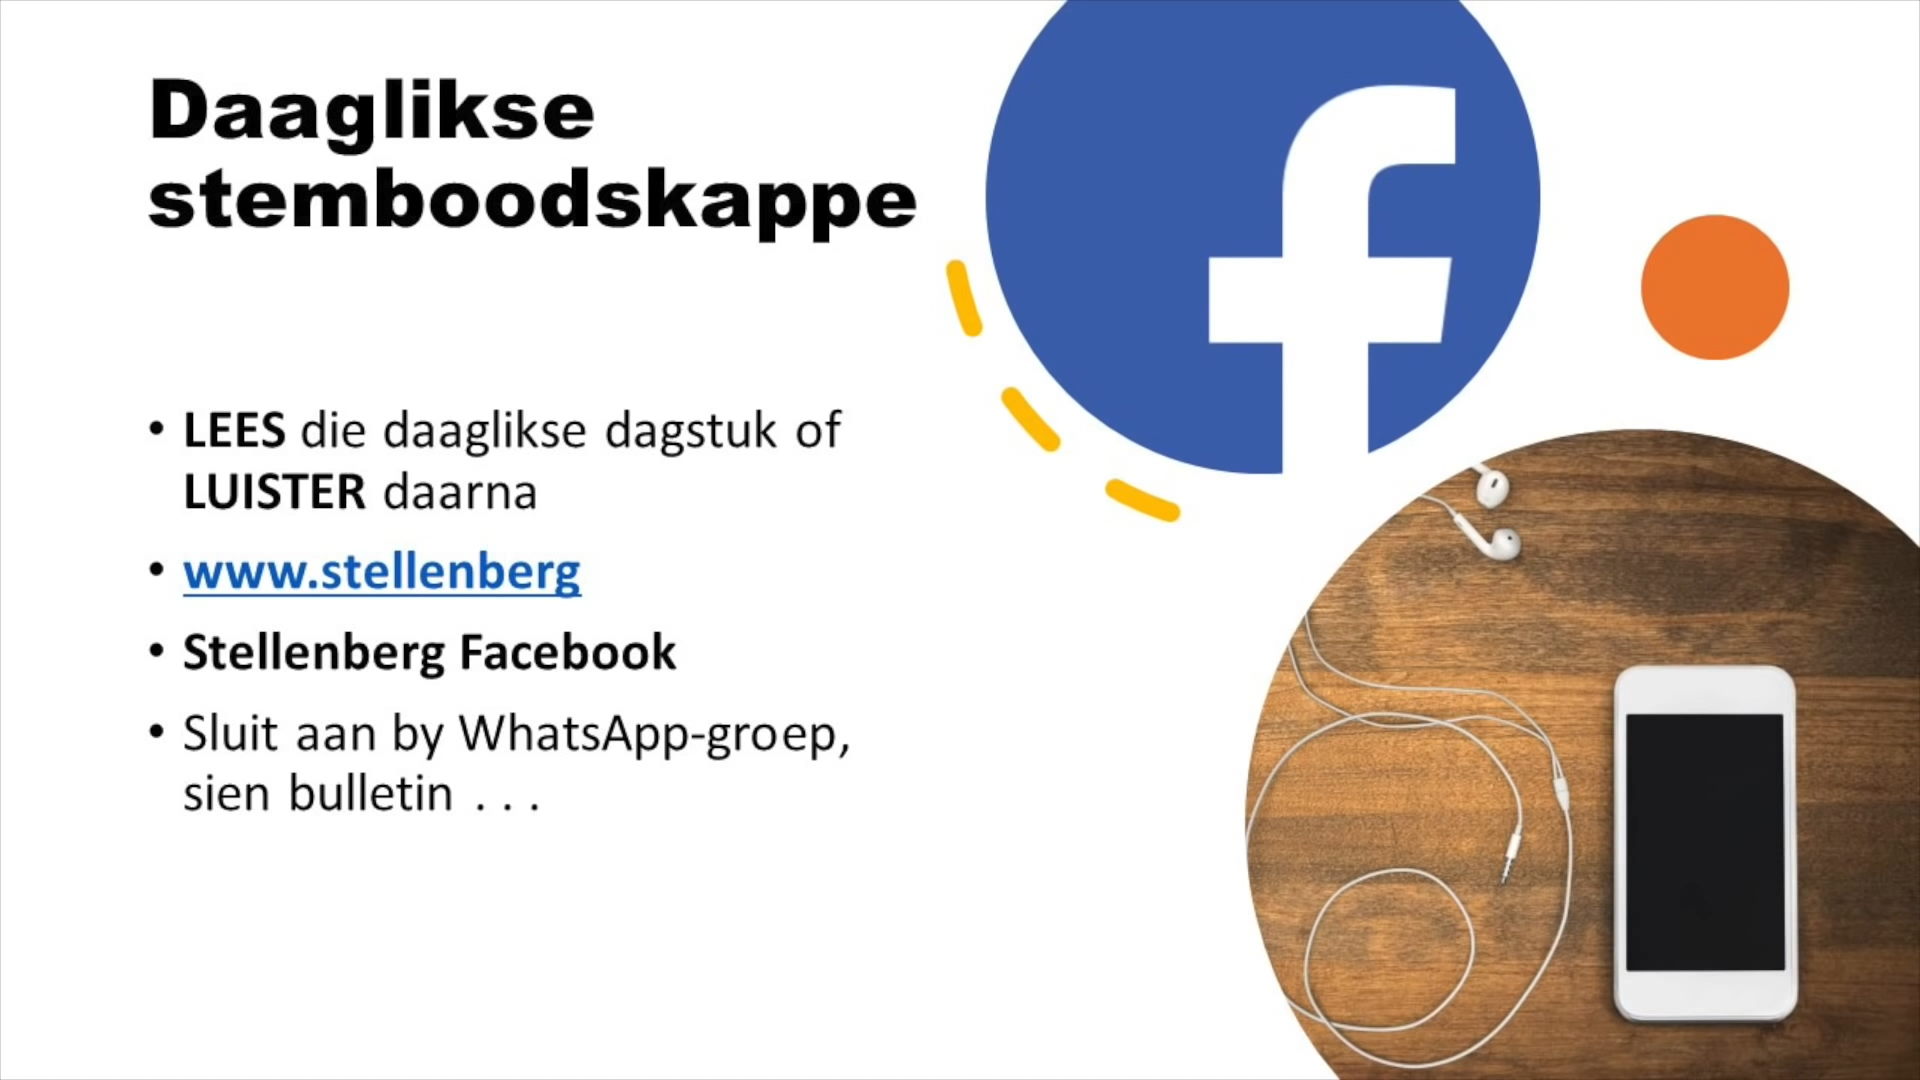 Daaglikse
stemboodskappe
• LEES die daaglikse dagstuk of
LUISTER daarna
• www.stellenberg
• Stellenberg Facebook
• Sluit aan by WhatsApp-groep,
sien bulletin . . .